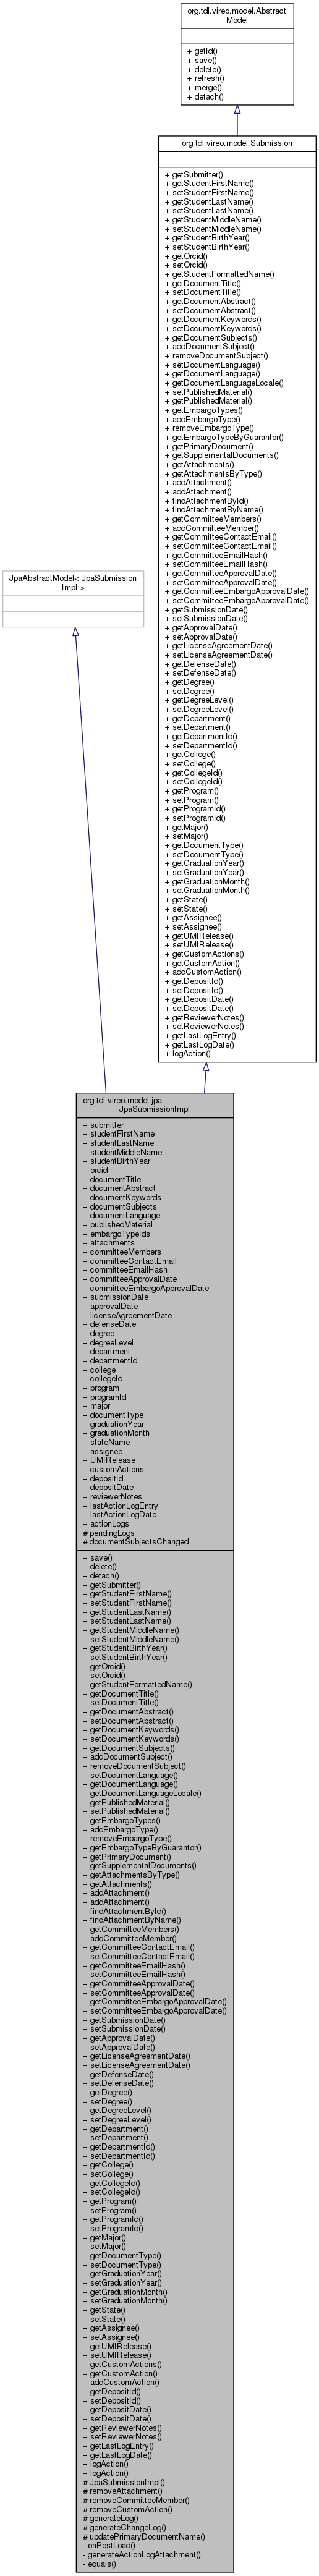 org.tdl.vireo.model.Abstract
Model
+ getId()
+ save()
+ delete()
+ refresh()
+ merge()
+ detach()
org.tdl.vireo.model.Submission
+ getSubmitter()
+ getStudentFirstName()
+ setStudentFirstName()
+ getStudentLastName()
+ setStudentLastName()
+ getStudentMiddleName()
+ setStudentMiddleName()
+ getStudentBirthYear()
+ setStudentBirthYear()
+ getOrcid()
+ setOrcid()
+ getStudentFormattedName()
+ getDocumentTitle()
+ setDocumentTitle()
+ getDocumentAbstract()
+ setDocumentAbstract()
+ getDocumentKeywords()
+ setDocumentKeywords()
+ getDocumentSubjects()
+ addDocumentSubject()
+ removeDocumentSubject()
+ setDocumentLanguage()
+ getDocumentLanguage()
+ getDocumentLanguageLocale()
+ setPublishedMaterial()
+ getPublishedMaterial()
+ getEmbargoTypes()
+ addEmbargoType()
+ removeEmbargoType()
+ getEmbargoTypeByGuarantor()
+ getPrimaryDocument()
+ getSupplementalDocuments()
+ getAttachments()
+ getAttachmentsByType()
+ addAttachment()
+ addAttachment()
+ findAttachmentById()
+ findAttachmentByName()
+ getCommitteeMembers()
+ addCommitteeMember()
+ getCommitteeContactEmail()
+ setCommitteeContactEmail()
+ getCommitteeEmailHash()
+ setCommitteeEmailHash()
+ getCommitteeApprovalDate()
+ setCommitteeApprovalDate()
+ getCommitteeEmbargoApprovalDate()
+ setCommitteeEmbargoApprovalDate()
+ getSubmissionDate()
+ setSubmissionDate()
+ getApprovalDate()
+ setApprovalDate()
+ getLicenseAgreementDate()
+ setLicenseAgreementDate()
+ getDefenseDate()
+ setDefenseDate()
+ getDegree()
+ setDegree()
+ getDegreeLevel()
+ setDegreeLevel()
+ getDepartment()
+ setDepartment()
+ getDepartmentId()
+ setDepartmentId()
+ getCollege()
+ setCollege()
+ getCollegeId()
+ setCollegeId()
+ getProgram()
+ setProgram()
+ getProgramId()
+ setProgramId()
+ getMajor()
+ setMajor()
+ getDocumentType()
+ setDocumentType()
+ getGraduationYear()
+ setGraduationYear()
+ getGraduationMonth()
+ setGraduationMonth()
+ getState()
+ setState()
+ getAssignee()
+ setAssignee()
+ getUMIRelease()
+ setUMIRelease()
+ getCustomActions()
+ getCustomAction()
+ addCustomAction()
+ getDepositId()
+ setDepositId()
+ getDepositDate()
+ setDepositDate()
+ getReviewerNotes()
+ setReviewerNotes()
+ getLastLogEntry()
+ getLastLogDate()
+ logAction()
JpaAbstractModel< JpaSubmission
Impl >
org.tdl.vireo.model.jpa.
JpaSubmissionImpl
+ submitter
+ studentFirstName
+ studentLastName
+ studentMiddleName
+ studentBirthYear
+ orcid
+ documentTitle
+ documentAbstract
+ documentKeywords
+ documentSubjects
+ documentLanguage
+ publishedMaterial
+ embargoTypeIds
+ attachments
+ committeeMembers
+ committeeContactEmail
+ committeeEmailHash
+ committeeApprovalDate
+ committeeEmbargoApprovalDate
+ submissionDate
+ approvalDate
+ licenseAgreementDate
+ defenseDate
+ degree
+ degreeLevel
+ department
+ departmentId
+ college
+ collegeId
+ program
+ programId
+ major
+ documentType
+ graduationYear
+ graduationMonth
+ stateName
+ assignee
+ UMIRelease
+ customActions
+ depositId
+ depositDate
+ reviewerNotes
+ lastActionLogEntry
+ lastActionLogDate
+ actionLogs
# pendingLogs
# documentSubjectsChanged
+ save()
+ delete()
+ detach()
+ getSubmitter()
+ getStudentFirstName()
+ setStudentFirstName()
+ getStudentLastName()
+ setStudentLastName()
+ getStudentMiddleName()
+ setStudentMiddleName()
+ getStudentBirthYear()
+ setStudentBirthYear()
+ getOrcid()
+ setOrcid()
+ getStudentFormattedName()
+ getDocumentTitle()
+ setDocumentTitle()
+ getDocumentAbstract()
+ setDocumentAbstract()
+ getDocumentKeywords()
+ setDocumentKeywords()
+ getDocumentSubjects()
+ addDocumentSubject()
+ removeDocumentSubject()
+ setDocumentLanguage()
+ getDocumentLanguage()
+ getDocumentLanguageLocale()
+ getPublishedMaterial()
+ setPublishedMaterial()
+ getEmbargoTypes()
+ addEmbargoType()
+ removeEmbargoType()
+ getEmbargoTypeByGuarantor()
+ getPrimaryDocument()
+ getSupplementalDocuments()
+ getAttachmentsByType()
+ getAttachments()
+ addAttachment()
+ addAttachment()
+ findAttachmentById()
+ findAttachmentByName()
+ getCommitteeMembers()
+ addCommitteeMember()
+ getCommitteeContactEmail()
+ setCommitteeContactEmail()
+ getCommitteeEmailHash()
+ setCommitteeEmailHash()
+ getCommitteeApprovalDate()
+ setCommitteeApprovalDate()
+ getCommitteeEmbargoApprovalDate()
+ setCommitteeEmbargoApprovalDate()
+ getSubmissionDate()
+ setSubmissionDate()
+ getApprovalDate()
+ setApprovalDate()
+ getLicenseAgreementDate()
+ setLicenseAgreementDate()
+ getDefenseDate()
+ setDefenseDate()
+ getDegree()
+ setDegree()
+ getDegreeLevel()
+ setDegreeLevel()
+ getDepartment()
+ setDepartment()
+ getDepartmentId()
+ setDepartmentId()
+ getCollege()
+ setCollege()
+ getCollegeId()
+ setCollegeId()
+ getProgram()
+ setProgram()
+ getProgramId()
+ setProgramId()
+ getMajor()
+ setMajor()
+ getDocumentType()
+ setDocumentType()
+ getGraduationYear()
+ setGraduationYear()
+ getGraduationMonth()
+ setGraduationMonth()
+ getState()
+ setState()
+ getAssignee()
+ setAssignee()
+ getUMIRelease()
+ setUMIRelease()
+ getCustomActions()
+ getCustomAction()
+ addCustomAction()
+ getDepositId()
+ setDepositId()
+ getDepositDate()
+ setDepositDate()
+ getReviewerNotes()
+ setReviewerNotes()
+ getLastLogEntry()
+ getLastLogDate()
+ logAction()
+ logAction()
# JpaSubmissionImpl()
# removeAttachment()
# removeCommitteeMember()
# removeCustomAction()
# generateLog()
# generateChangeLog()
# updatePrimaryDocumentName()
- onPostLoad()
- generateActionLogAttachment()
- equals()